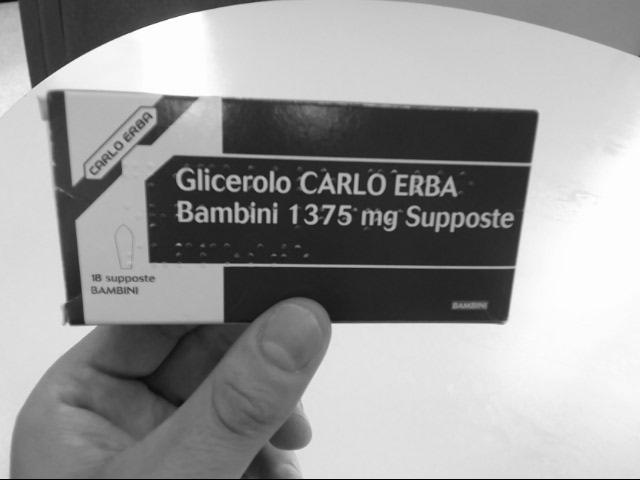 CARLO ERBA
Glicerolo CARLO ERBA
Bambini 1375 mg Supposte
18 supposte
BAMBINI
BAMBINI